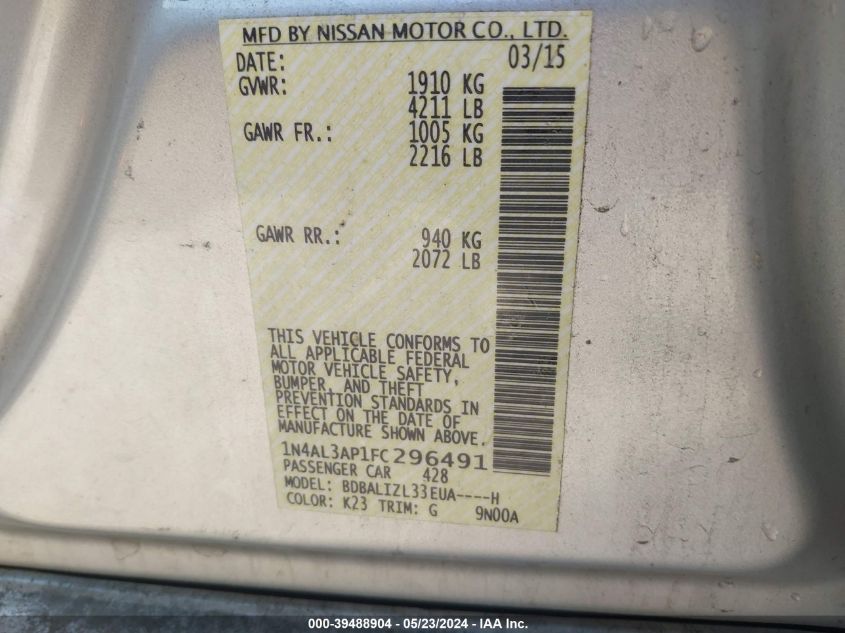 MFD BY NISSAN MOTOR CO., LTD.
DATE: 03/15
GVWR: 1910 KG
4211 LB
GAWR FR.: 1005 KG
2216 LB
GAWR RR.: 940 KG
2072 LB
THIS VEHICLE CONFORMS TO
ALL APPLICABLE FEDERAL
MOTOR VEHICLE SAFETY,
BUMPER, AND THEFT
PREVENTION STANDARDS IN
EFFECT ON THE DATE OF
MANUFACTURE SHOWN ABOVE.
1N4AL3AP1FC296491
PASSENGER CAR 428
MODEL: BDBALIZL33EUA----H
COLOR: K23 TRIM: G 9N00A
000-39488904 - 05/23/2024 - IAA Inc.